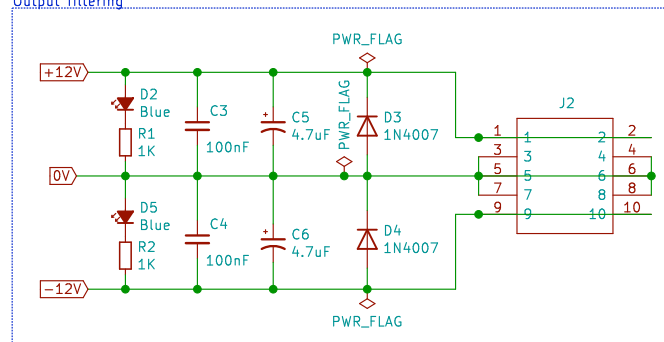 Output filtering
PWR_FLAG
+12V
D2
Blue
R1
1K
C3
100nF
C5
4.7uF
PWR_FLAG
D3
1N4007
J2
1 1 2 2
3 3 4 4
5 5 6 6
7 7 8 8
9 9 10 10
0V
D5
Blue
R2
1K
C4
100nF
C6
4.7uF
D4
1N4007
-12V
PWR_FLAG